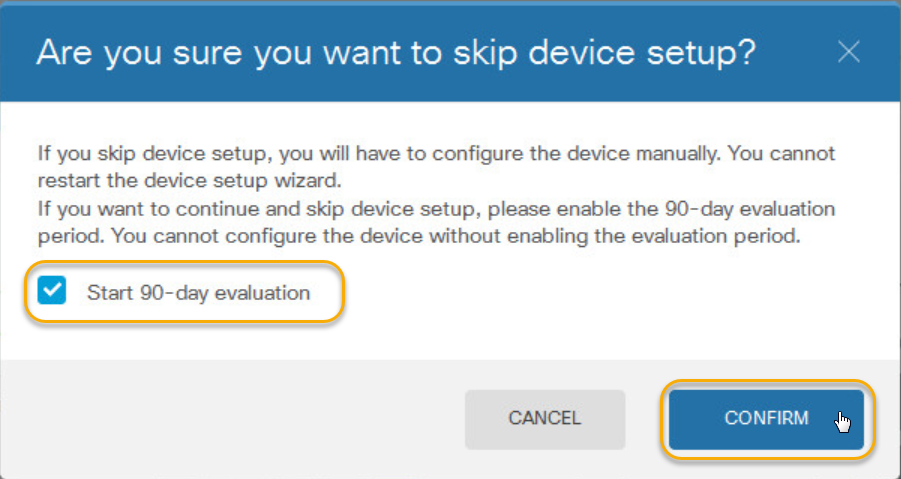 Are you sure you want to skip device setup?
If you skip device setup, you will have to configure the device manually. You cannot
restart the device setup wizard.
If you want to continue and skip device setup, please enable the 90-day evaluation
period. You cannot configure the device without enabling the evaluation period.
Start 90-day evaluation
CANCEL
CONFIRM